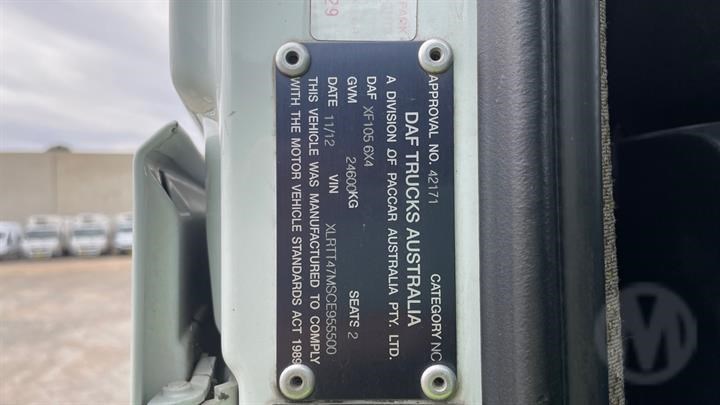 APPROVAL NO. 42171 CATEGORY NC
DAF TRUCKS AUSTRALIA
A DIVISION OF PACCAR AUSTRALIA PTY. LTD.
DAF XF105 6X4
GVM 24600KG SEATS 2
DATE 11/12 VIN XLRTT47MSCE955500
THIS VEHICLE WAS MANUFACTURED TO COMPLY
WITH THE MOTOR VEHICLE STANDARDS ACT 1989
29